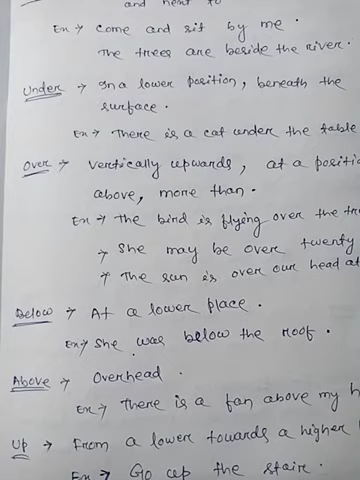 and next to
Ex → Come and sit by me.
The trees are beside the river.
Under → In a lower position, beneath the
surface.
Ex → There is a cat under the table
Over → Vertically upwards, at a positio
above, more than.
Ex → The bird is flying over the tr
→ She may be over twenty
→ The sun is over our head at
Below → At a lower place.
Ex → She was below the roof.
Above → Overhead.
Ex → There is a fan above my h
Up → From a lower towards a higher
Ex → Go up the stair.